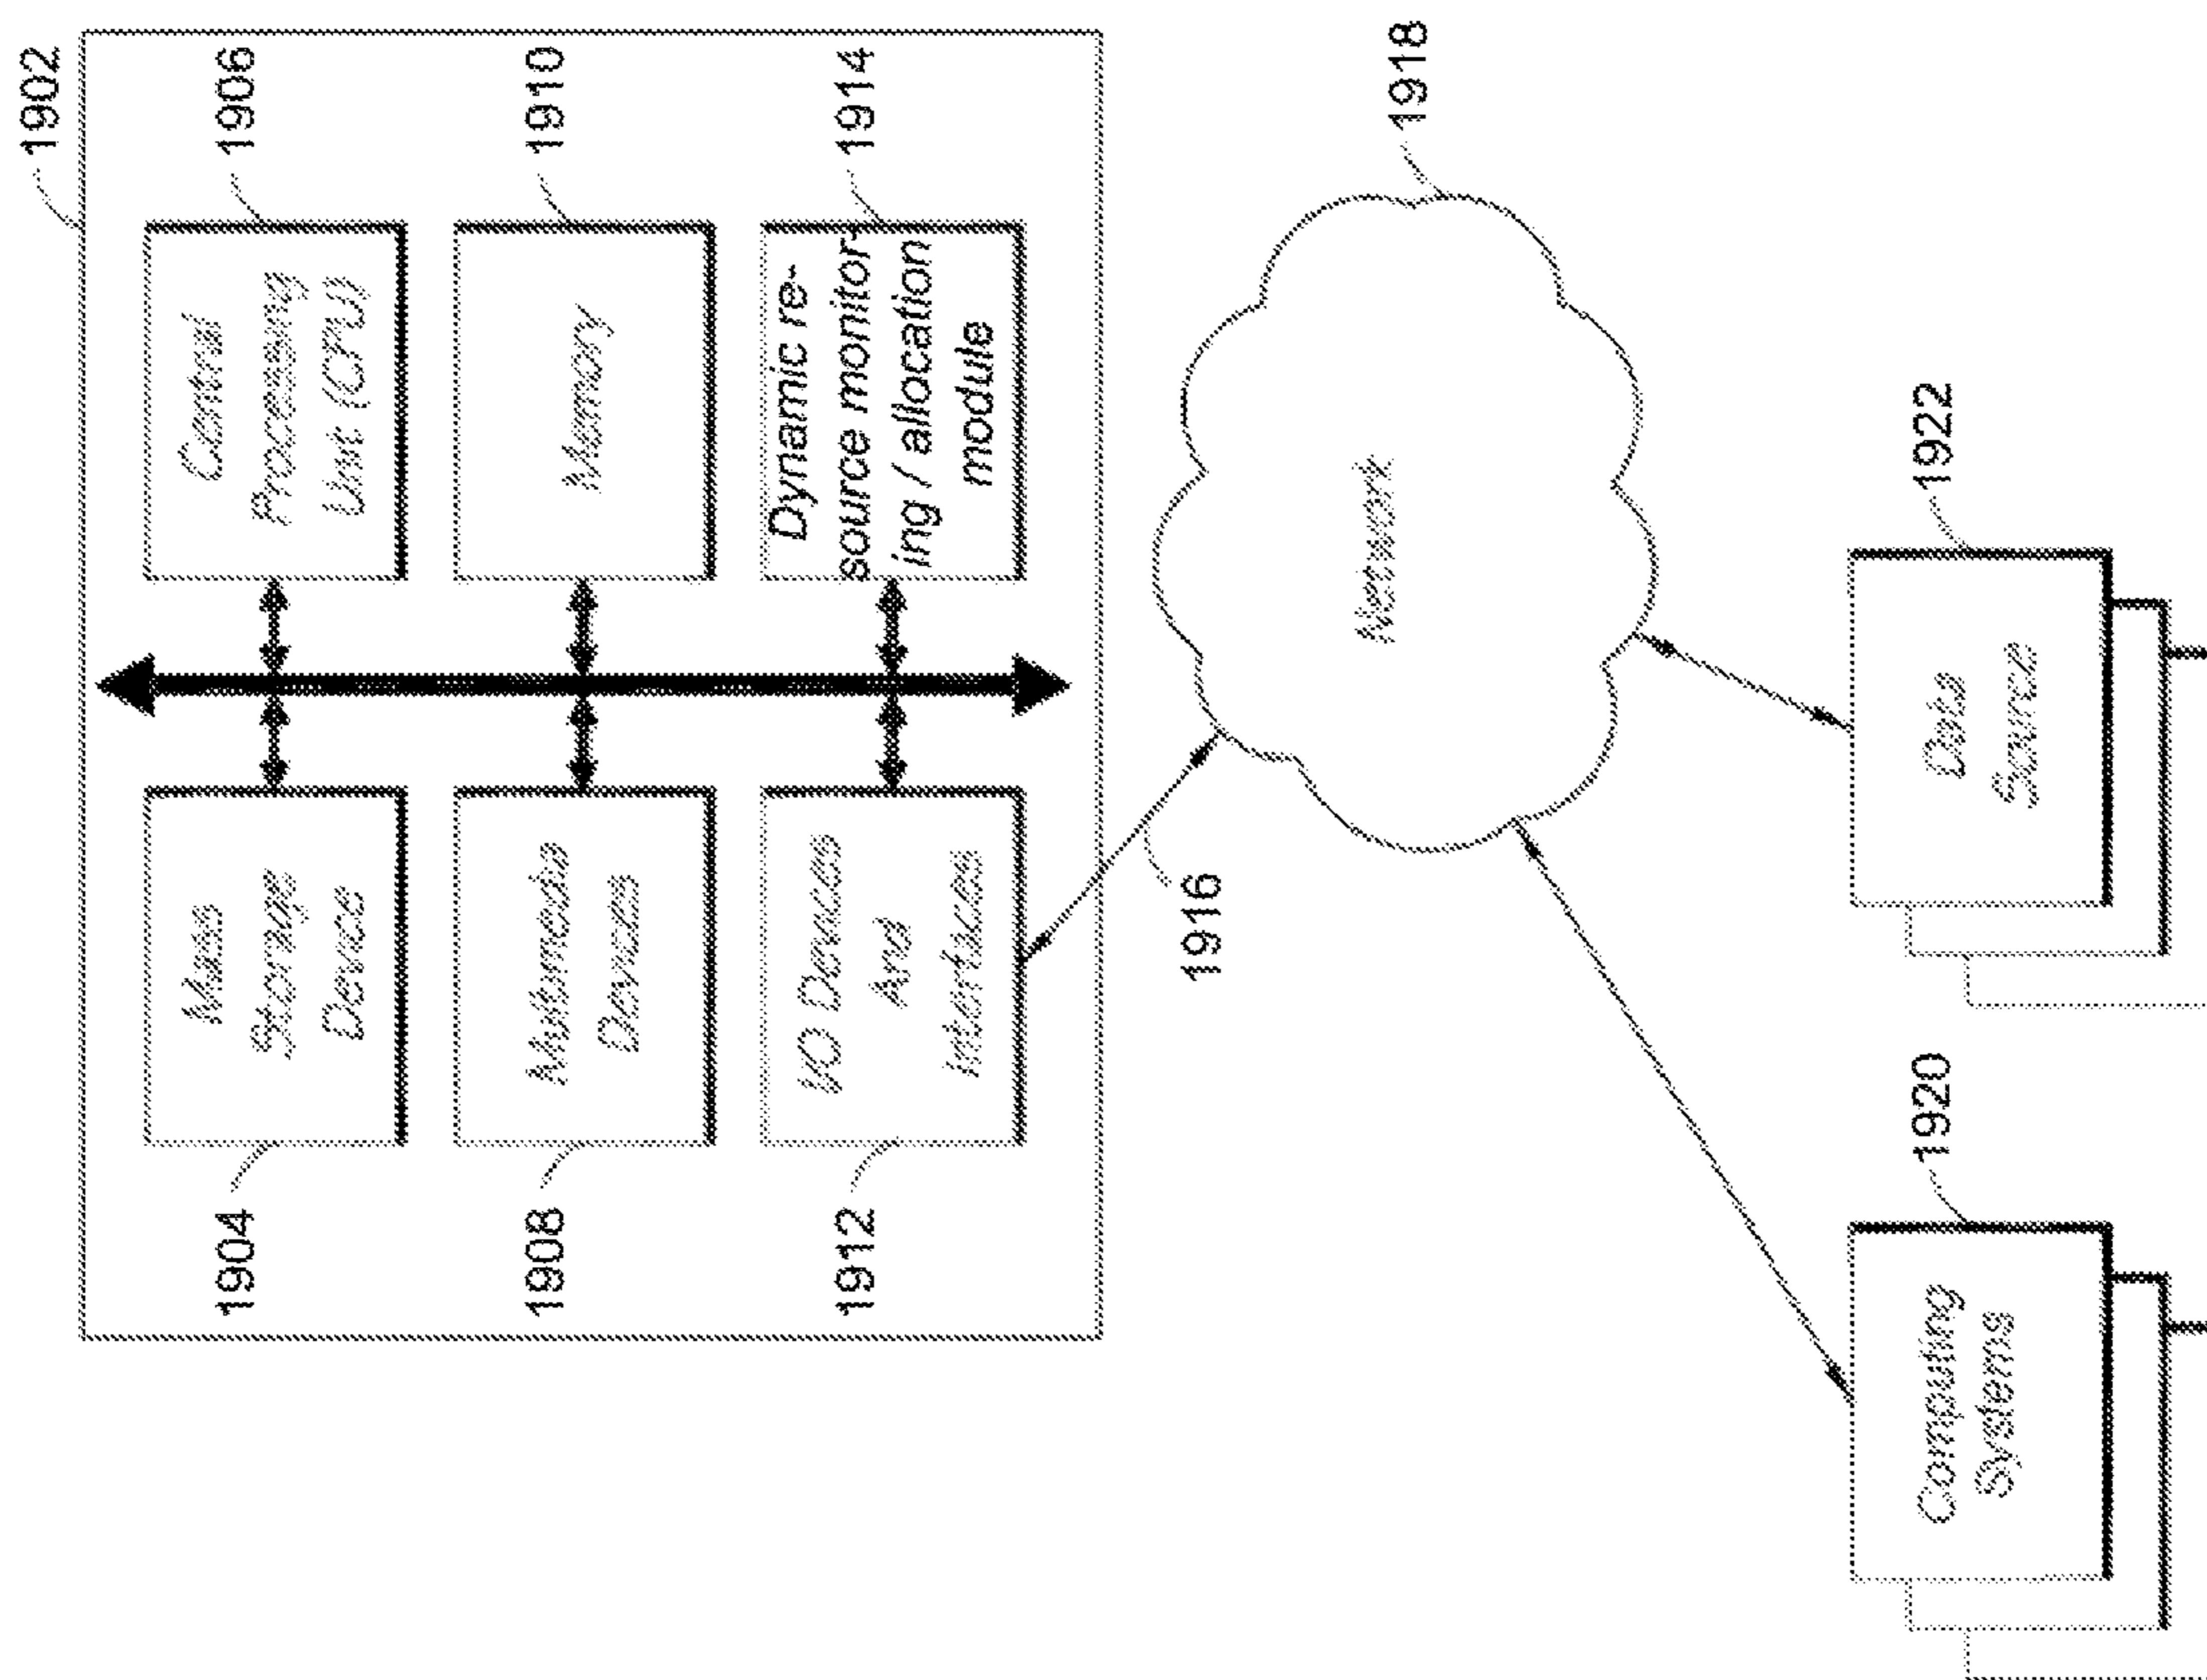 1902
1904
Mass
Storage
Device
1906
Central
Processing
Unit (CPU)
1908
Multimedia
Devices
1910
Memory
1912
I/O Devices
And
Interfaces
1914
Dynamic re-
source monitor-
ing / allocation
module
1916
1918
Network
1920
Computing
Systems
1922
Data
Source